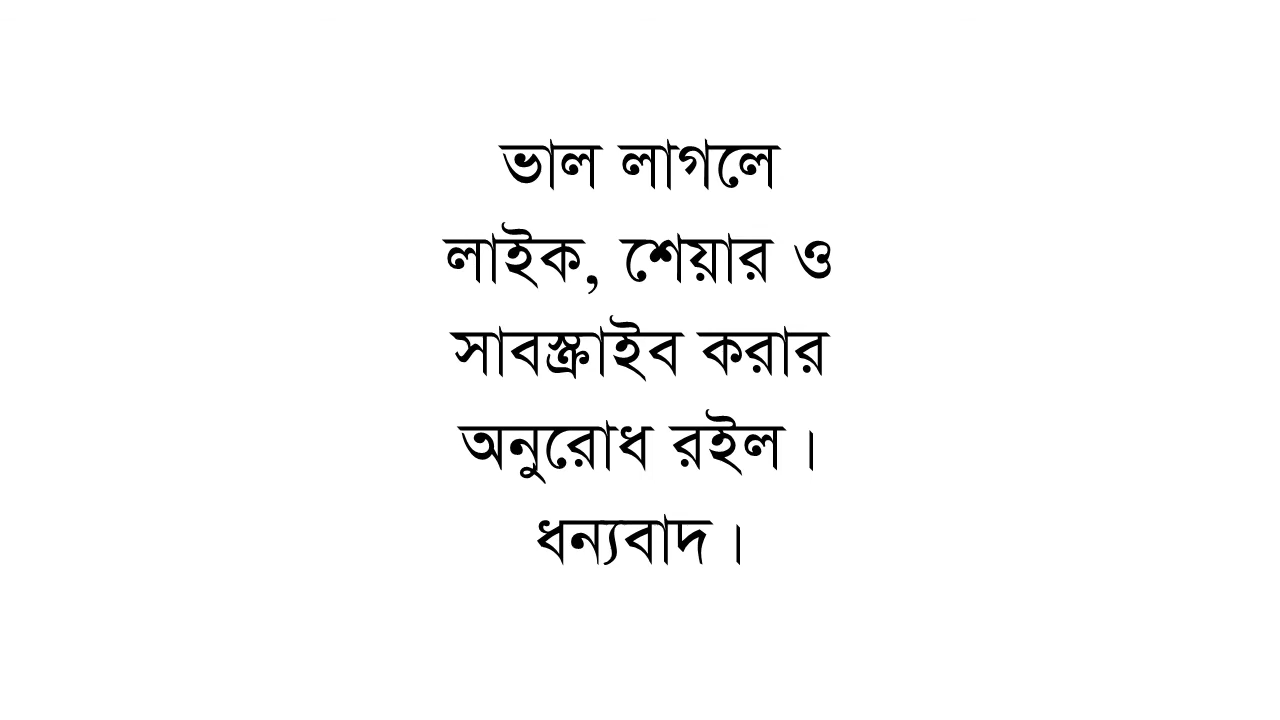 ভাল লাগলে
লাইক, শেয়ার ও
সাবস্ক্রাইব করার
অনুরোধ রইল।
ধন্যবাদ।